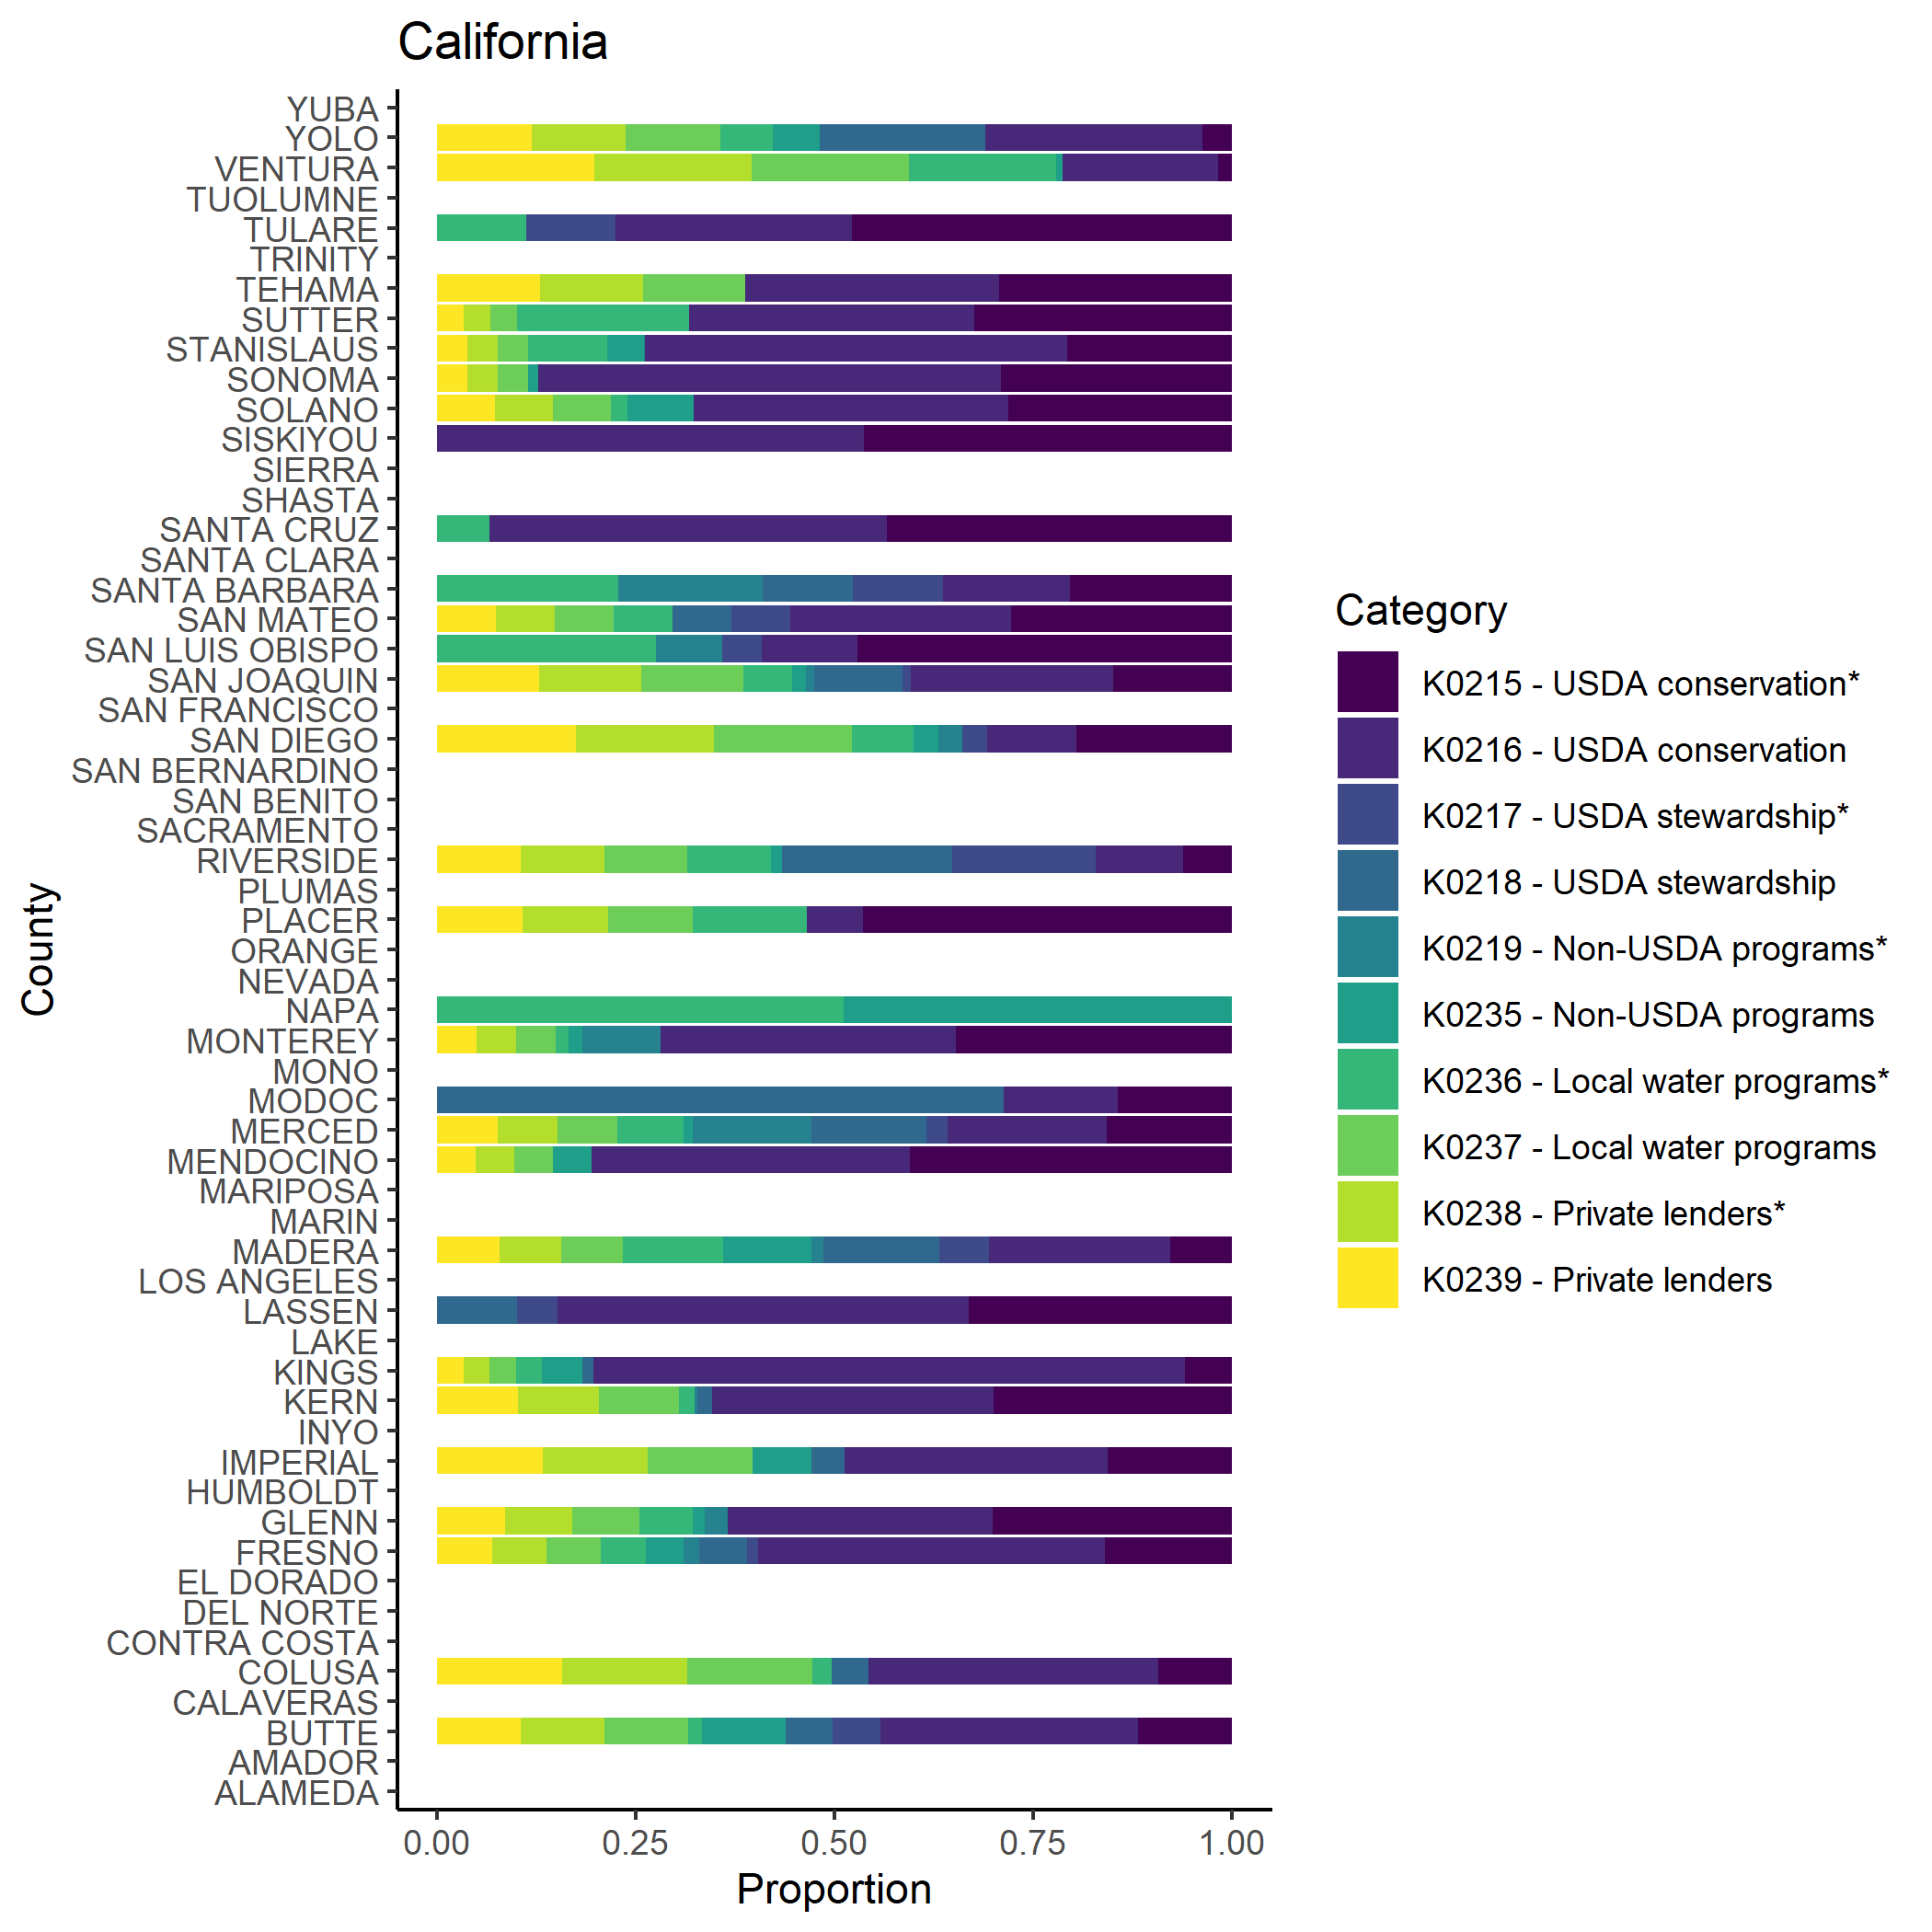 California
County
YUBA
YOLO
VENTURA
TUOLUMNE
TULARE
TRINITY
TEHAMA
SUTTER
STANISLAUS
SONOMA
SOLANO
SISKIYOU
SIERRA
SHASTA
SANTA CRUZ
SANTA CLARA
SANTA BARBARA
SAN MATEO
SAN LUIS OBISPO
SAN JOAQUIN
SAN FRANCISCO
SAN DIEGO
SAN BERNARDINO
SAN BENITO
SACRAMENTO
RIVERSIDE
PLUMAS
PLACER
ORANGE
NEVADA
NAPA
MONTEREY
MONO
MODOC
MERCED
MENDOCINO
MARIPOSA
MARIN
MADERA
LOS ANGELES
LASSEN
LAKE
KINGS
KERN
INYO
IMPERIAL
HUMBOLDT
GLENN
FRESNO
EL DORADO
DEL NORTE
CONTRA COSTA
COLUSA
CALAVERAS
BUTTE
AMADOR
ALAMEDA
0.00 0.25 0.50 0.75 1.00
Proportion
Category
K0215 - USDA conservation*
K0216 - USDA conservation
K0217 - USDA stewardship*
K0218 - USDA stewardship
K0219 - Non-USDA programs*
K0235 - Non-USDA programs
K0236 - Local water programs*
K0237 - Local water programs
K0238 - Private lenders*
K0239 - Private lenders